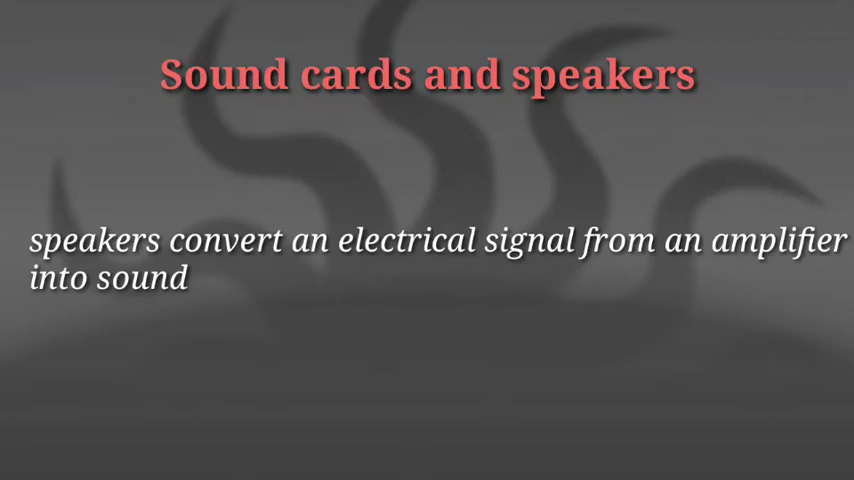 Sound cards and speakers
speakers convert an electrical signal from an amplifier
into sound